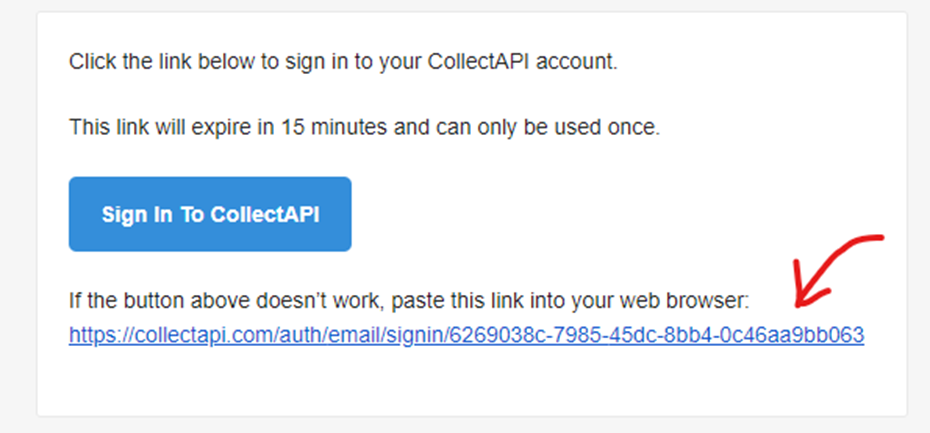 Click the link below to sign in to your CollectAPI account.
This link will expire in 15 minutes and can only be used once.
Sign In To CollectAPI
If the button above doesn’t work, paste this link into your web browser:
https://collectapi.com/auth/email/signin/6269038c-7985-45dc-8bb4-0c46aa9bb063